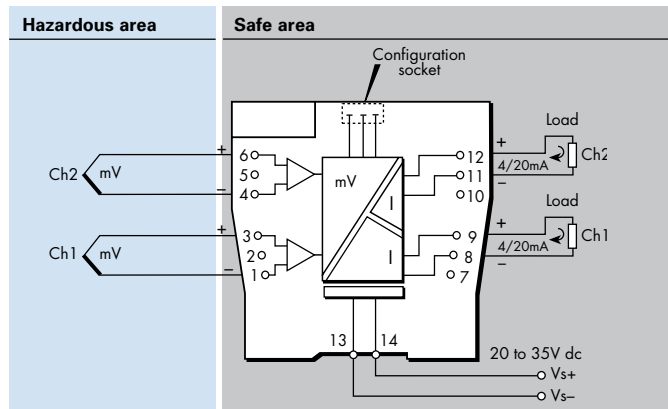 Hazardous area
Safe area
Configuration
socket
Load
+
12
Ch2
4/20mA
11
–
10
I
mV
+
6
Ch2
mV
5
–
4
Load
+
9
Ch1
4/20mA
8
–
7
I
+
3
Ch1
mV
2
–
1
13
14
20 to 35V dc
Vs+
Vs–